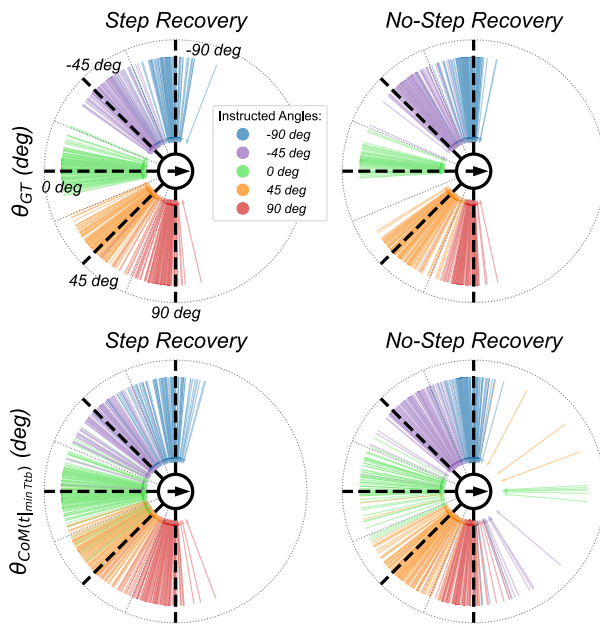 Step Recovery
No-Step Recovery
-90 deg
-45 deg
0 deg
45 deg
90 deg
Instructed Angles:
-90 deg
-45 deg
0 deg
45 deg
90 deg
θGT (deg)
Step Recovery
No-Step Recovery
θCoM(t|min Ttb) (deg)